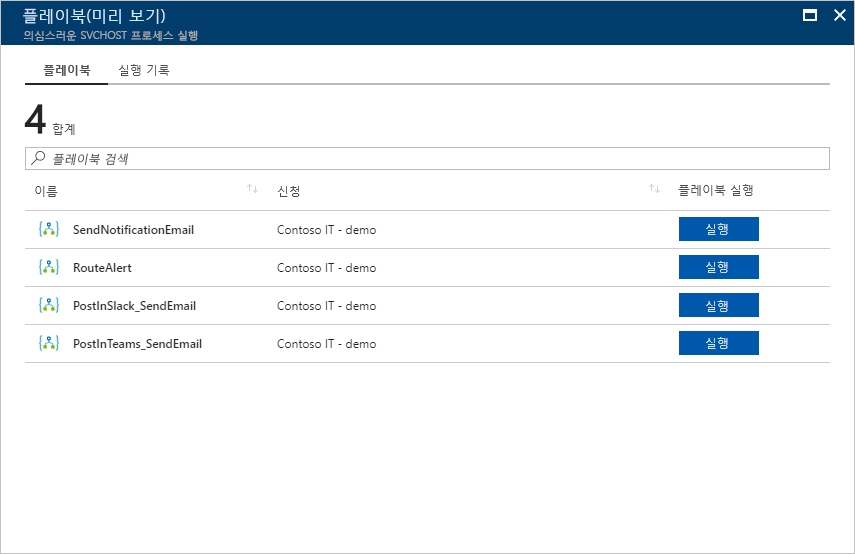 플레이북(미리 보기)
의심스러운 SVCHOST 프로세스 실행
플레이북 실행 기록
4 합계
플레이북 검색
이름 신청 플레이북 실행
SendNotificationEmail Contoso IT - demo 실행
RouteAlert Contoso IT - demo 실행
PostInSlack_SendEmail Contoso IT - demo 실행
PostInTeams_SendEmail Contoso IT - demo 실행